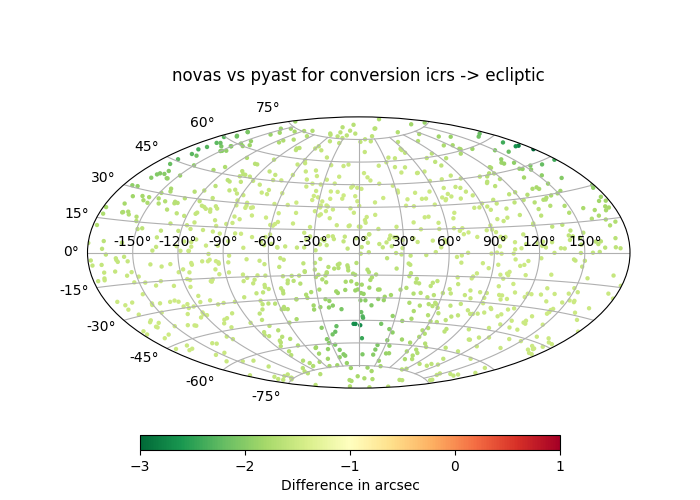 novas vs pyast for conversion icrs -> ecliptic
75°
60°
45°
30°
15°
0°
-150° -120° -90° -60° -30° 0° 30° 60° 90° 120° 150°
-15°
-30°
-45°
-60°
-75°
−3 −2 −1 0 1
Difference in arcsec